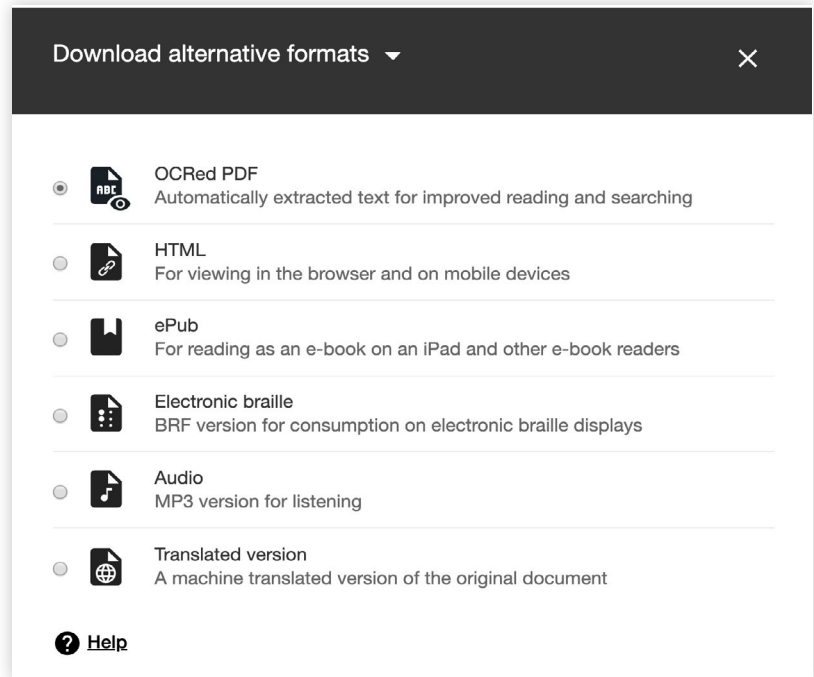 Download alternative formats
OCRed PDF
Automatically extracted text for improved reading and searching
HTML
For viewing in the browser and on mobile devices
ePub
For reading as an e-book on an iPad and other e-book readers
Electronic braille
BRF version for consumption on electronic braille displays
Audio
MP3 version for listening
Translated version
A machine translated version of the original document
Help